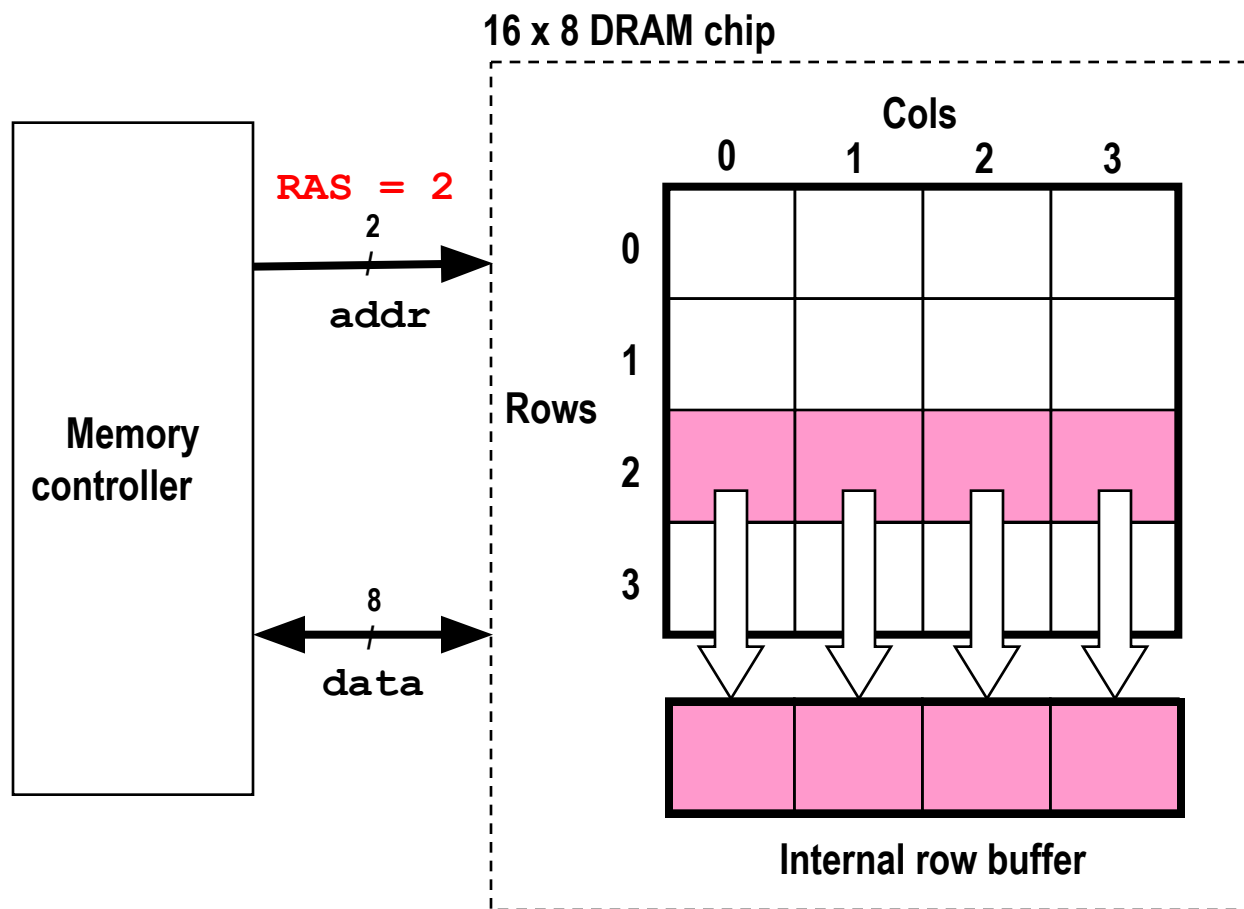 16 x 8 DRAM chip
Cols
0 1 2 3
RAS = 2
2
addr
0
1
Rows
2
3
Memory
controller
8
data
Internal row buffer